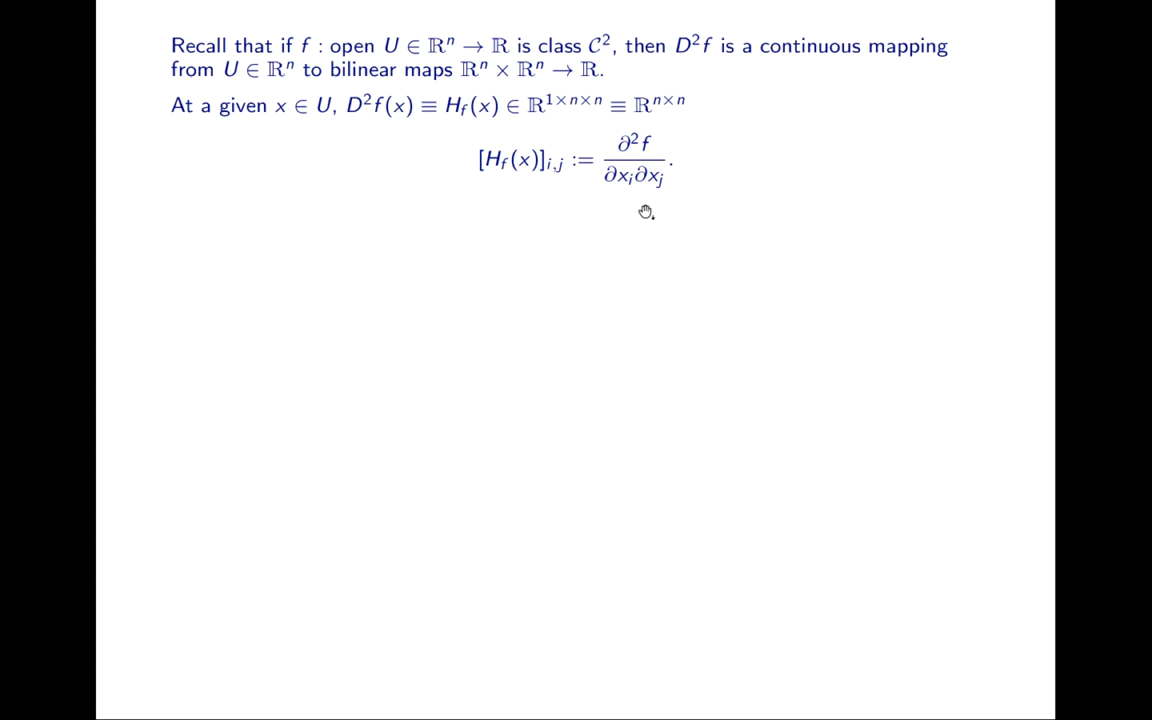 Recall that if f : open U ∈ ℝⁿ → ℝ is class 𝒞², then D²f is a continuous mapping
from U ∈ ℝⁿ to bilinear maps ℝⁿ × ℝⁿ → ℝ.
At a given x ∈ U, D²f(x) ≡ H_f(x) ∈ ℝ^{1×n×n} ≡ ℝ^{n×n}
[H_f(x)]_{i,j} := ∂²f / ∂x_i∂x_j .